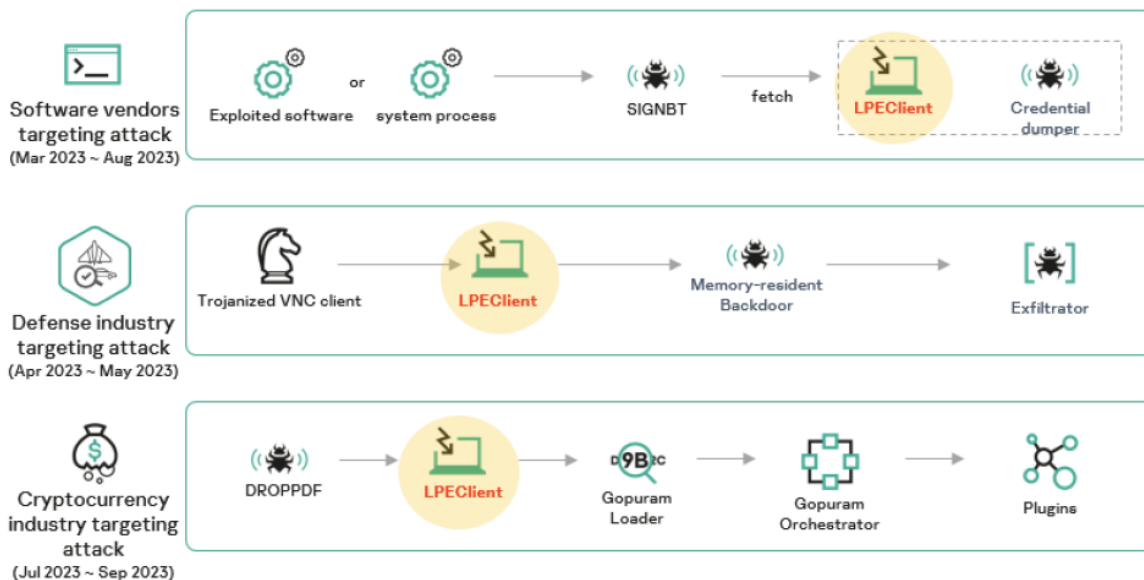 Software vendors
targeting attack
(Mar 2023 ~ Aug 2023)
Exploited software
or
system process
SIGNBT
fetch
LPEClient
Credential
dumper
Defense industry
targeting attack
(Apr 2023 ~ May 2023)
Trojanized VNC client
LPEClient
Memory-resident
Backdoor
Exfiltrator
Cryptocurrency
industry targeting
attack
(Jul 2023 ~ Sep 2023)
DROPPDF
LPEClient
Gopuram
Loader
Gopuram
Orchestrator
Plugins